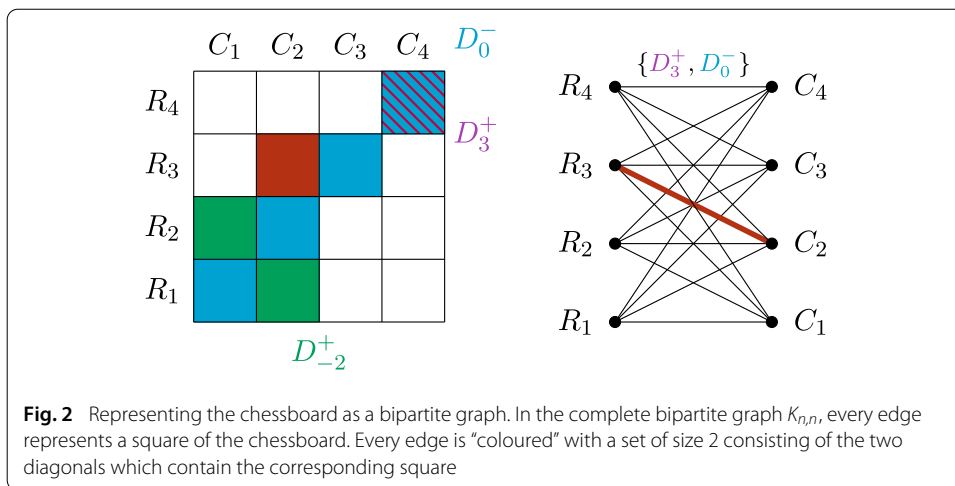 C₁ C₂ C₃ C₄ D₀⁻
R₄
R₃
R₂
R₁
D₃⁺
D₋₂⁺
{D₃⁺, D₀⁻}
R₄ C₄
R₃ C₃
R₂ C₂
R₁ C₁
Fig. 2 Representing the chessboard as a bipartite graph. In the complete bipartite graph Kₙ,ₙ, every edge
represents a square of the chessboard. Every edge is “coloured” with a set of size 2 consisting of the two
diagonals which contain the corresponding square